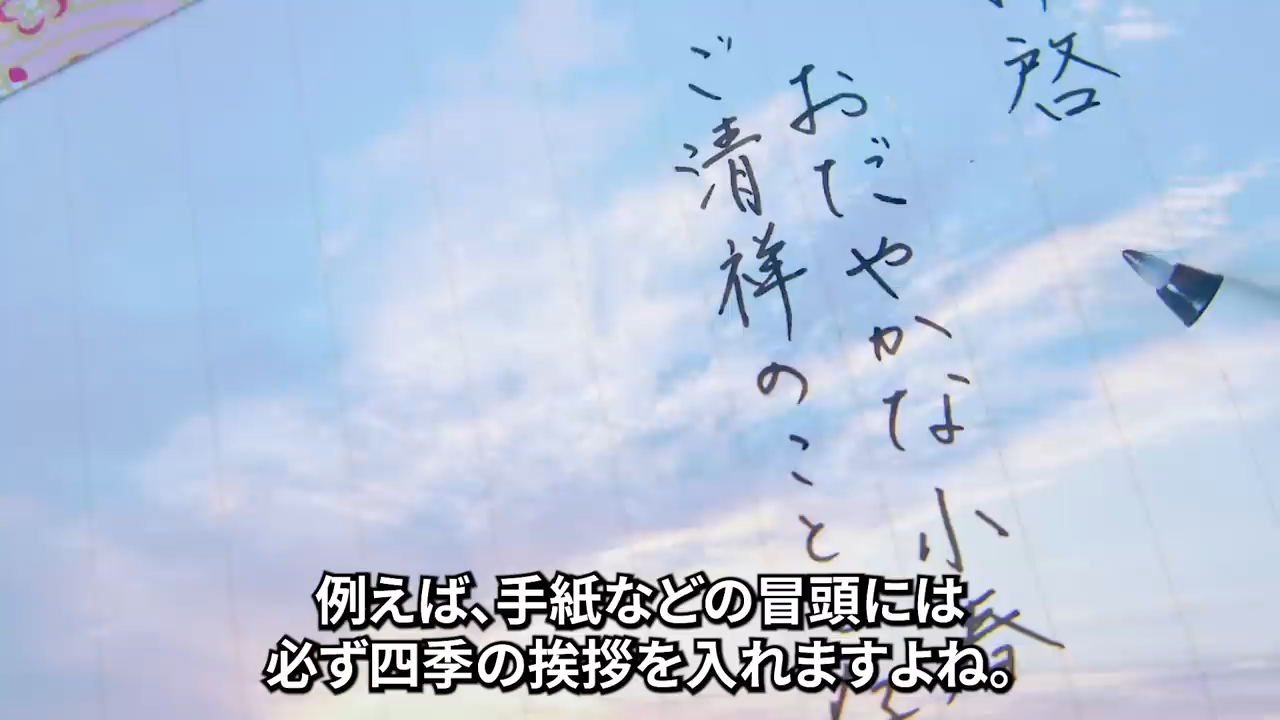 啓
おだやかな小春
ご清祥のこと
例えば、手紙などの冒頭には
必ず四季の挨拶を入れますよね。